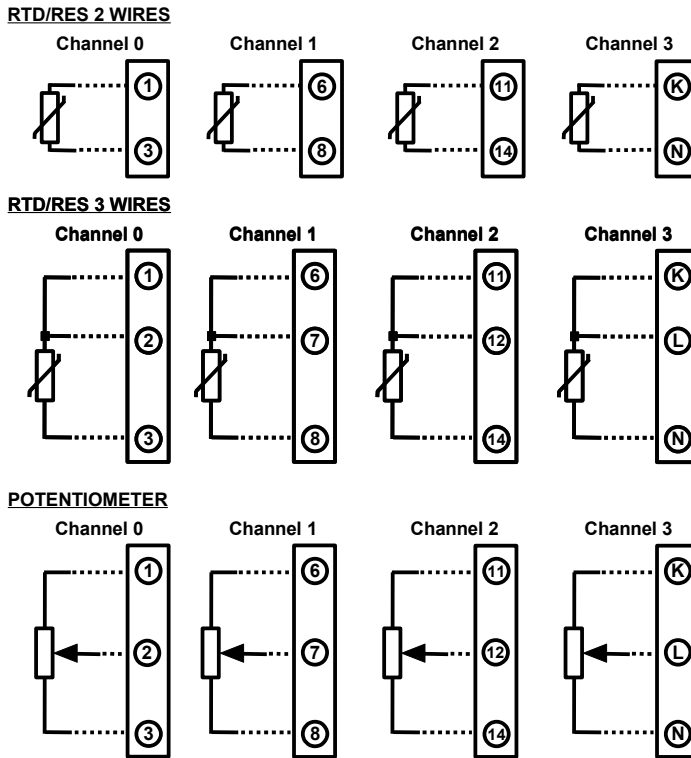 RTD/RES 2 WIRES
Channel 0 Channel 1 Channel 2 Channel 3
1 6 11 K
3 8 14 N
RTD/RES 3 WIRES
Channel 0 Channel 1 Channel 2 Channel 3
1 6 11 K
2 7 12 L
3 8 14 N
POTENTIOMETER
Channel 0 Channel 1 Channel 2 Channel 3
1 6 11 K
2 7 12 L
3 8 14 N